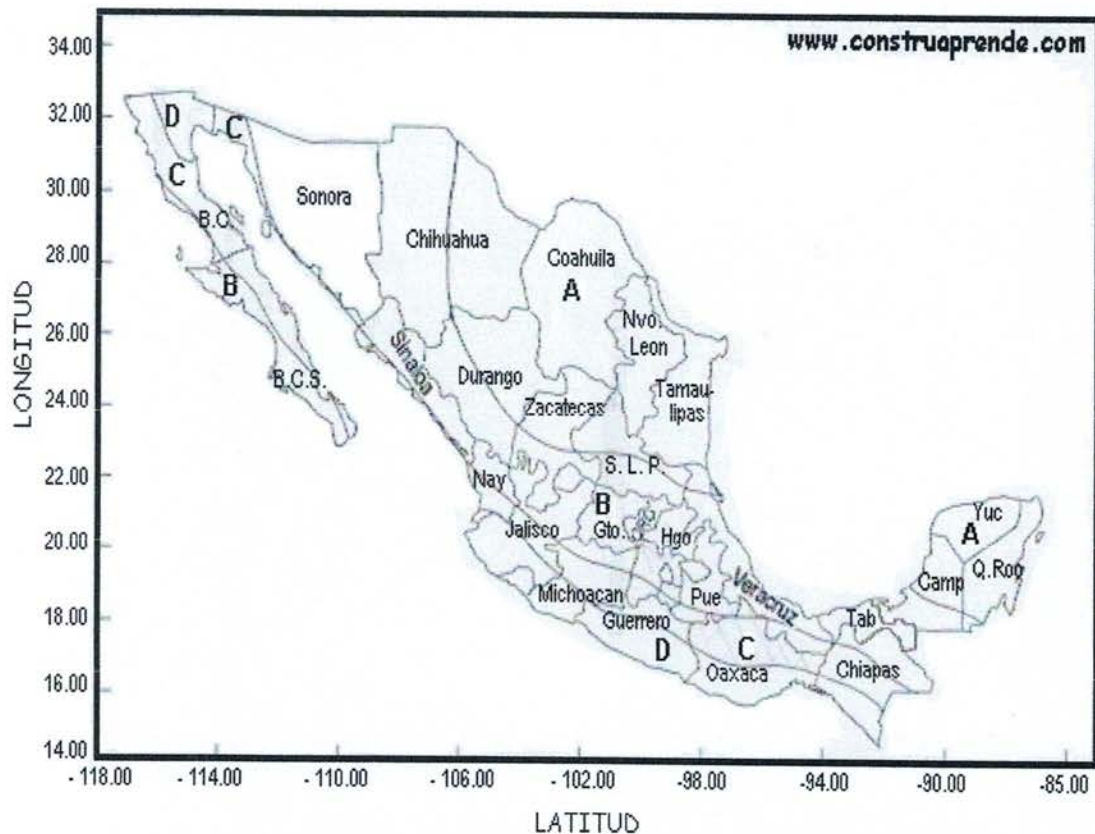 www.construaprende.com
34.00
32.00
30.00
28.00
26.00
24.00
22.00
20.00
18.00
16.00
14.00
LONGITUD
D
C
C
Sonora
B.C.
Chihuahua
Coahuila
A
B
Nvo.
Leon
Sinaloa
B.C.S.
Durango
Zacatecas
Tamau-
lipas
Nay
S. L. P.
B
Jalisco
Gto.
Hgo
Yuc
A
Q.Roo
Camp
Michoacan
Pue
Veracruz
Tab
Guerrero
D
C
Oaxaca
Chiapas
- 118.00
- 114.00
- 110.00
- 106.00
- 102.00
-98.00
-94.00
-90.00
-85.00
LATITUD